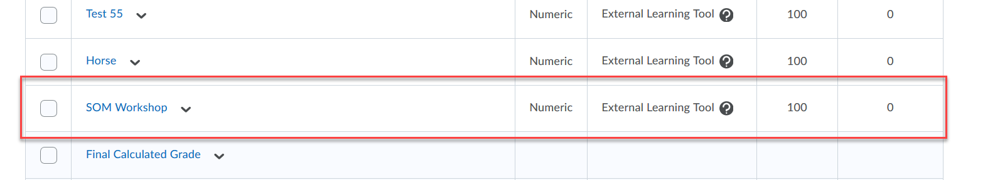 Test 55 Numeric External Learning Tool ? 100 0
Horse Numeric External Learning Tool ? 100 0
SOM Workshop Numeric External Learning Tool ? 100 0
Final Calculated Grade